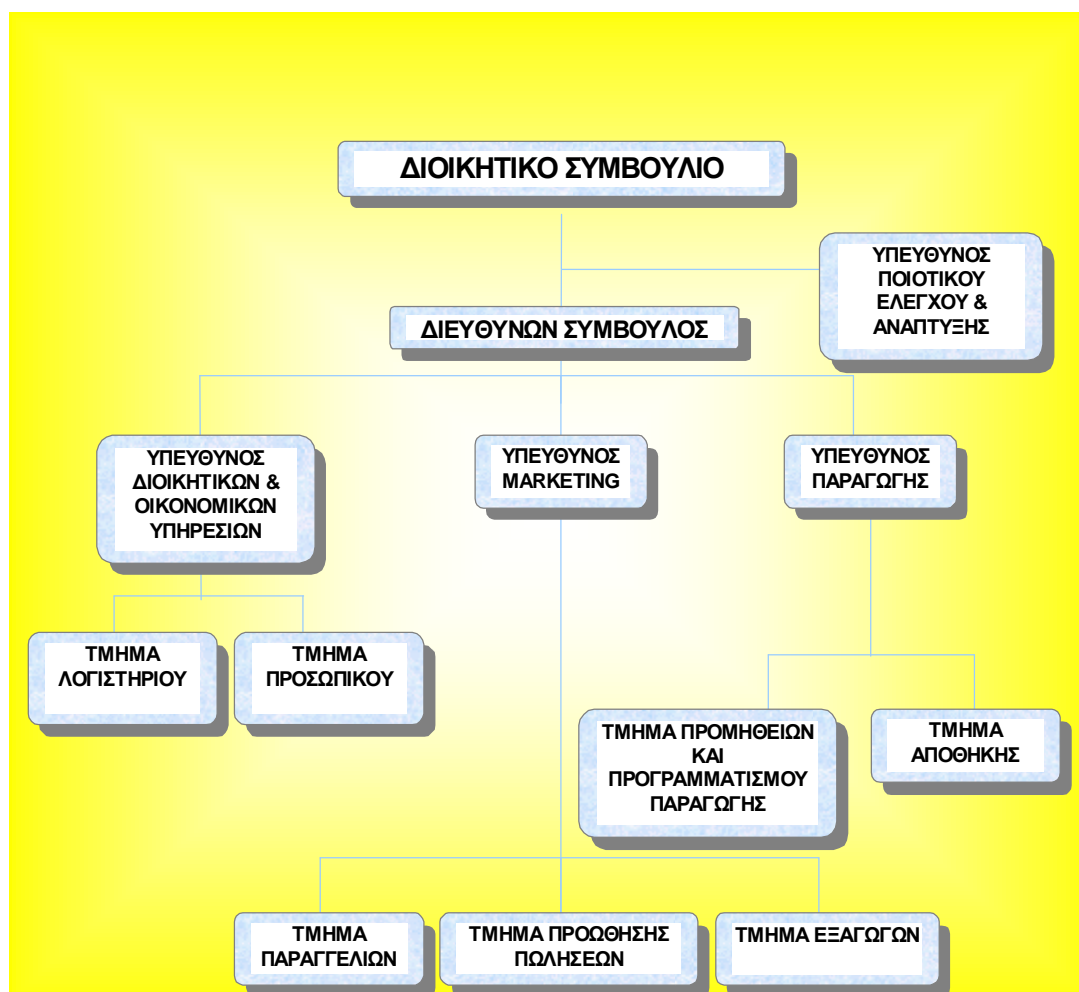 ΔΙΟΙΚΗΤΙΚΟ ΣΥΜΒΟΥΛΙΟ
ΥΠΕΥΘΥΝΟΣ
ΠΟΙΟΤΙΚΟΥ
ΕΛΕΓΧΟΥ &
ΑΝΑΠΤΥΞΗΣ
ΔΙΕΥΘΥΝΩΝ ΣΥΜΒΟΥΛΟΣ
ΥΠΕΥΘΥΝΟΣ
ΔΙΟΙΚΗΤΙΚΩΝ &
ΟΙΚΟΝΟΜΙΚΩΝ
ΥΠΗΡΕΣΙΩΝ
ΥΠΕΥΘΥΝΟΣ
MARKETING
ΥΠΕΥΘΥΝΟΣ
ΠΑΡΑΓΩΓΗΣ
ΤΜΗΜΑ
ΛΟΓΙΣΤΗΡΙΟΥ
ΤΜΗΜΑ
ΠΡΟΣΩΠΙΚΟΥ
ΤΜΗΜΑ ΠΡΟΜΗΘΕΙΩΝ
ΚΑΙ
ΠΡΟΓΡΑΜΜΑΤΙΣΜΟΥ
ΠΑΡΑΓΩΓΗΣ
ΤΜΗΜΑ
ΑΠΟΘΗΚΗΣ
ΤΜΗΜΑ
ΠΑΡΑΓΓΕΛΙΩΝ
ΤΜΗΜΑ ΠΡΟΩΘΗΣΗΣ
ΠΩΛΗΣΕΩΝ
ΤΜΗΜΑ ΕΞΑΓΩΓΩΝ